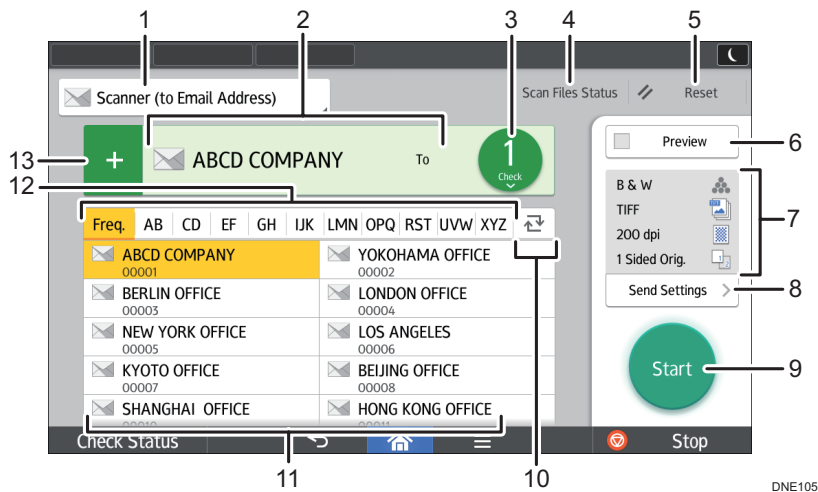 1 2 3 4 5
Scanner (to Email Address)
Scan Files Status
Reset
13
+
ABCD COMPANY
To
1
Check
Preview
6
12
B & W
TIFF
200 dpi
1 Sided Orig.
7
Freq. AB CD EF GH IJK LMN OPQ RST UVW XYZ
ABCD COMPANY
00001
YOKOHAMA OFFICE
00002
BERLIN OFFICE
00003
LONDON OFFICE
00004
Send Settings
8
NEW YORK OFFICE
00005
LOS ANGELES
00006
KYOTO OFFICE
00007
BEIJING OFFICE
00008
Start
9
SHANGHAI OFFICE
HONG KONG OFFICE
Check Status
Stop
11
10
DNE105